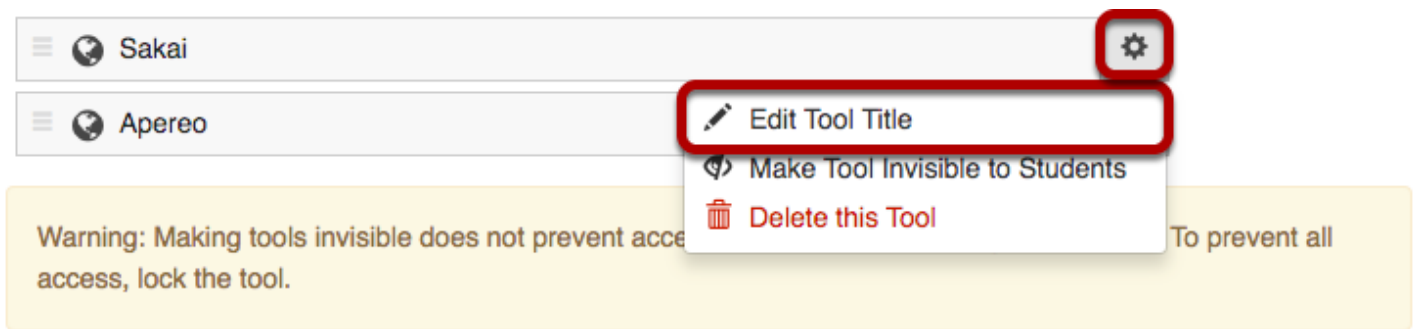 Sakai
Apereo
Edit Tool Title
Make Tool Invisible to Students
Delete this Tool
Warning: Making tools invisible does not prevent acce To prevent all
access, lock the tool.